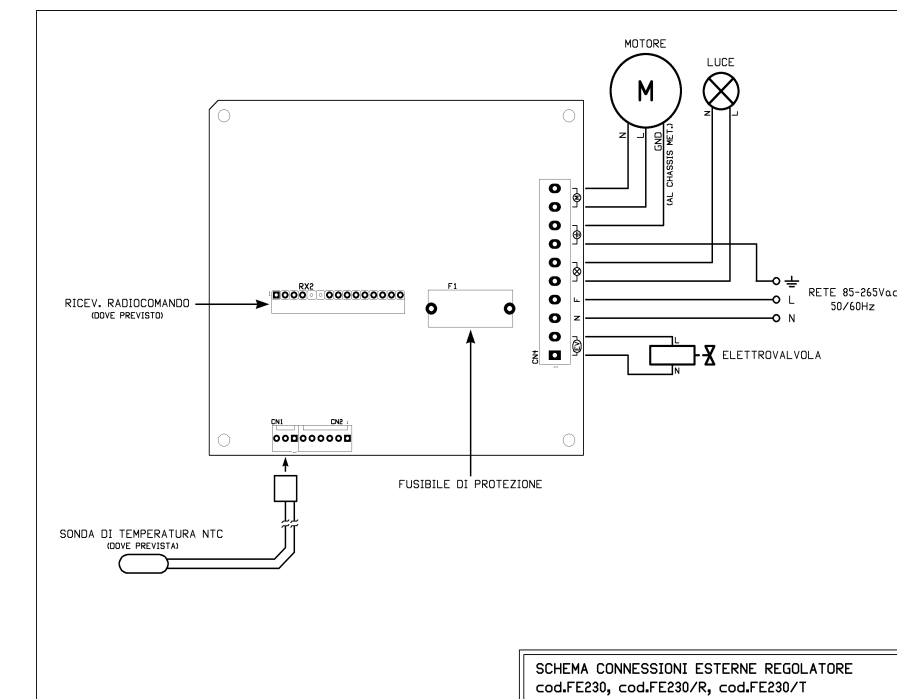 MOTORE
LUCE
M
N
L
GND
(AL CHASSIS MET.)
N
L
M
RX2
F1
RICEV. RADIOCOMANDO
(DOVE PREVISTO)
F
N
EV
CN4
RETE 85-265Vac
50/60Hz
L
N
L
N
ELETTROVALVOLA
CN1
CN2
FUSIBILE DI PROTEZIONE
SONDA DI TEMPERATURA NTC
(DOVE PREVISTA)
SCHEMA CONNESSIONI ESTERNE REGOLATORE
cod.FE230, cod.FE230/R, cod.FE230/T